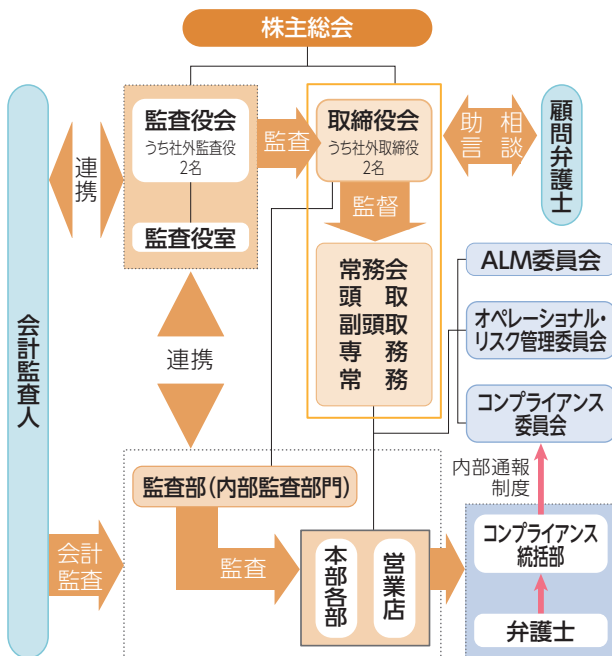 株主総会
監査役会
うち社外監査役
2名
監査役室
監査
取締役会
うち社外取締役
2名
監督
助言
相談
顧問弁護士
連携
会計監査人
連携
常務会
頭取
副頭取
専務
常務
ALM委員会
オペレーショナル・
リスク管理委員会
コンプライアンス
委員会
内部通報
制度
監査部(内部監査部門)
会計
監査
監査
本部各部
営業店
コンプライアンス
統括部
弁護士